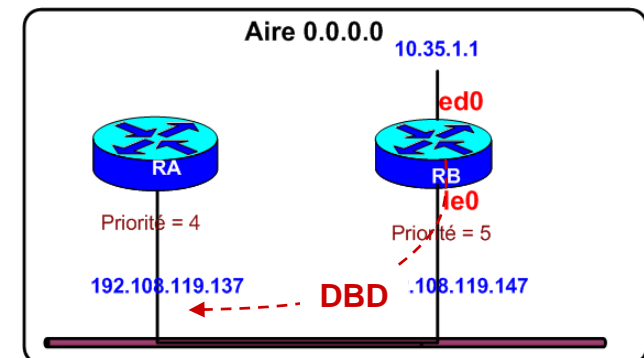 Aire 0.0.0.0
10.35.1.1
ed0
RA
RB
le0
Priorité = 4
Priorité = 5
192.108.119.137
DBD
.108.119.147